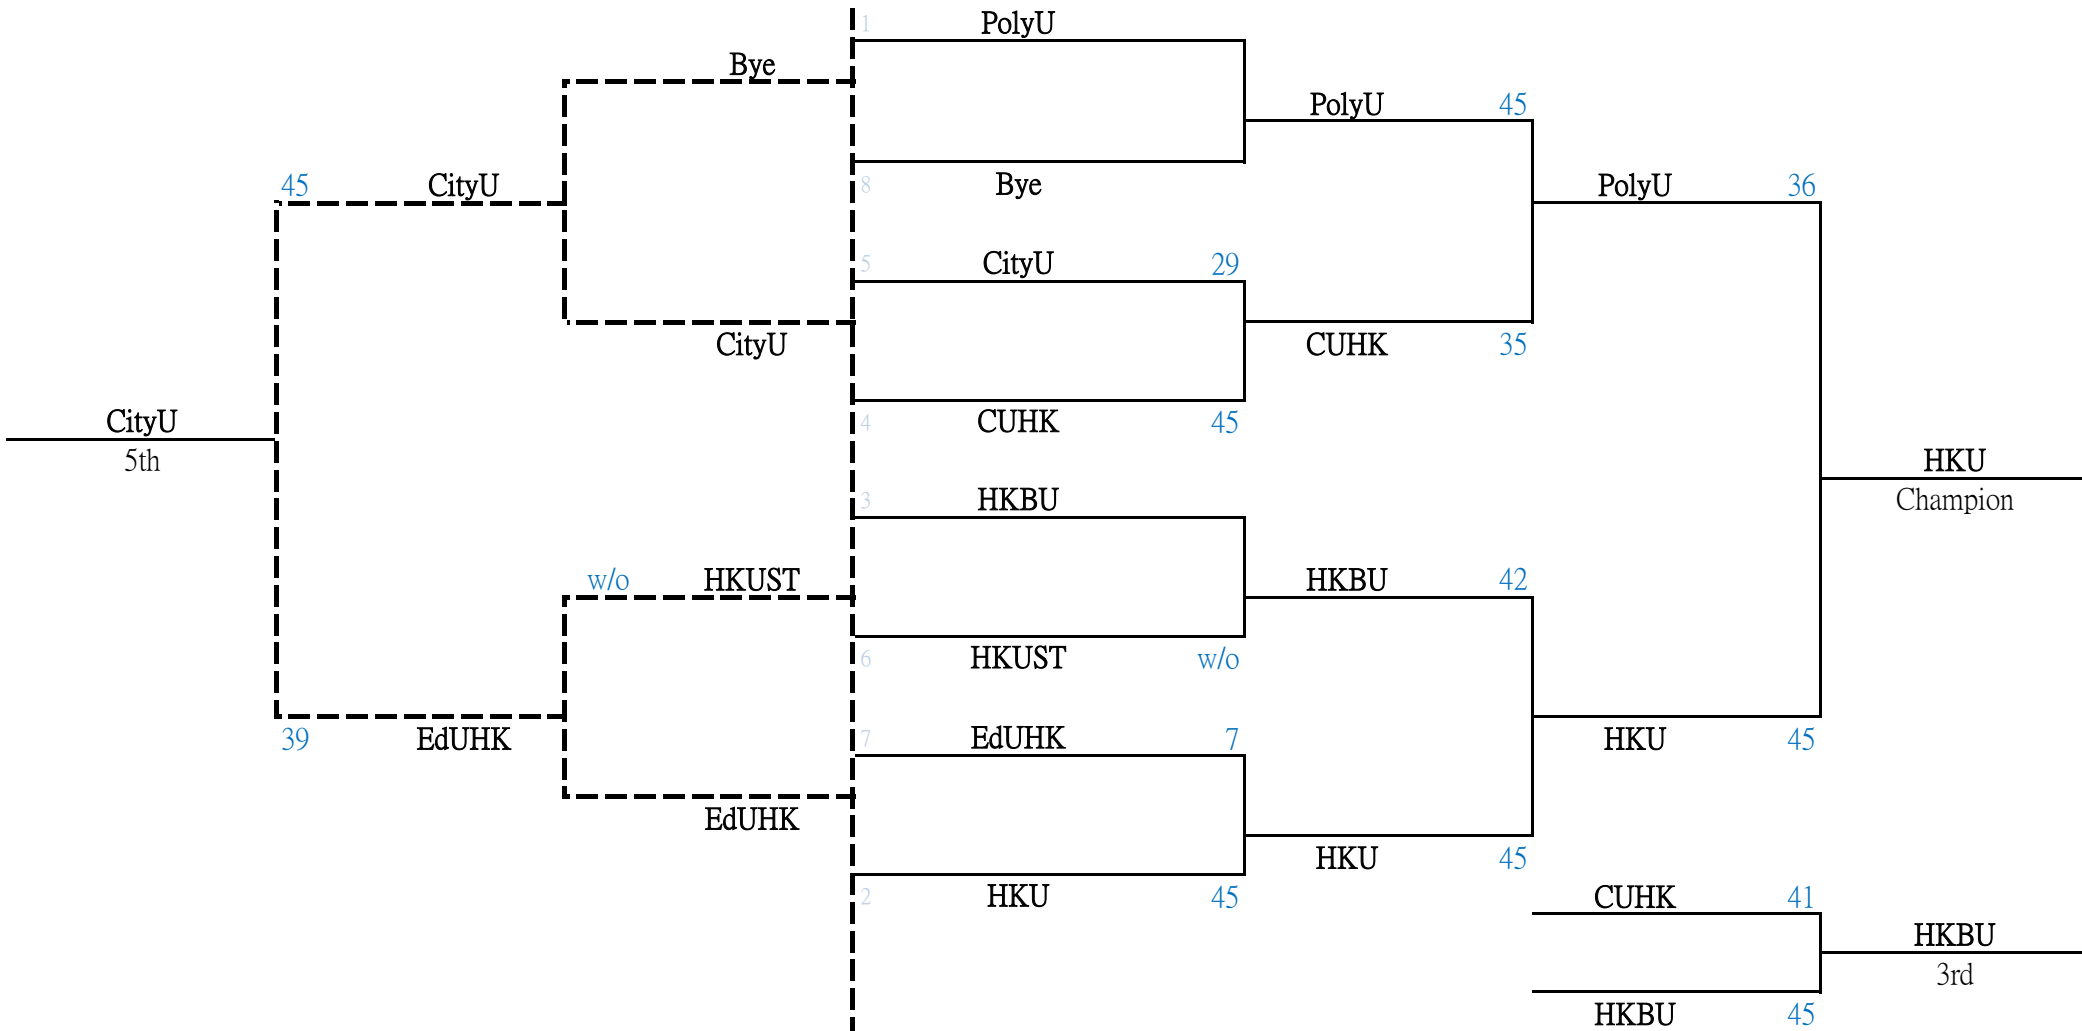 1 PolyU
Bye
PolyU 45
45 CityU
8 Bye
PolyU 36
5 CityU 29
CityU
CUHK 35
CityU
4 CUHK 45
5th
HKU
3 HKBU
Champion
w/o HKUST
HKBU 42
6 HKUST w/o
39 EdUHK
7 EdUHK 7
HKU 45
EdUHK
HKU 45
2 HKU 45
CUHK 41
HKBU
3rd
HKBU 45